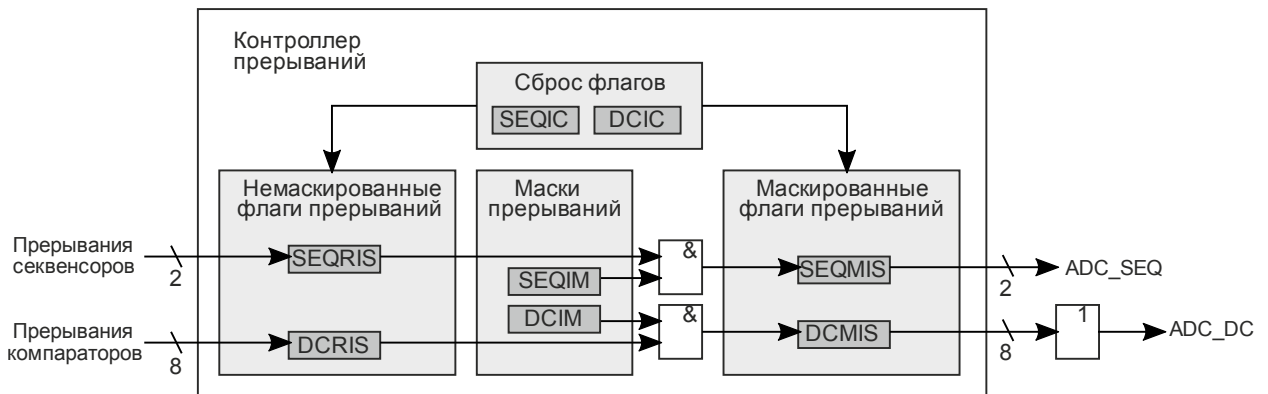 Контроллер
прерываний
Сброс флагов
SEQIC DCIC
Немаскированные
флаги прерываний
Маски
прерываний
Маскированные
флаги прерываний
Прерывания
секвенсоров
2
SEQRIS
SEQIM
&
SEQMIS
2
ADC_SEQ
Прерывания
компараторов
8
DCRIS
DCIM
&
DCMIS
8
1
ADC_DC